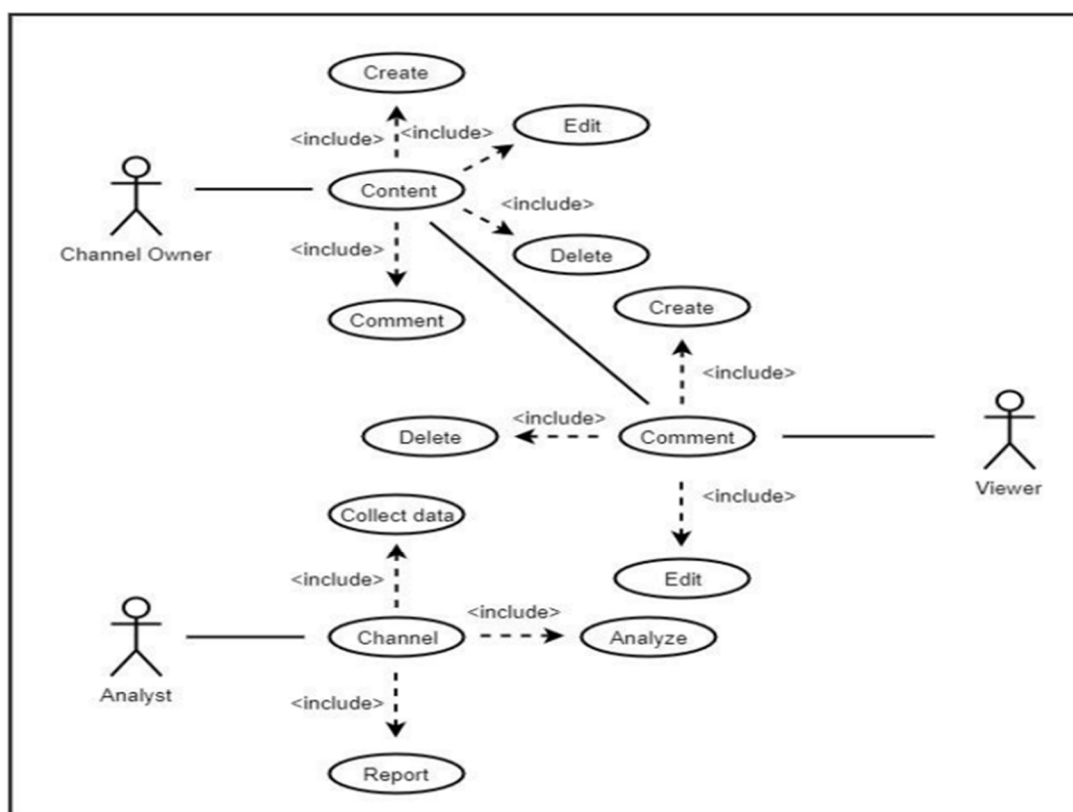 Create
<include>
<include>
Edit
Content
<include>
Channel Owner
<include>
Delete
Comment
Create
<include>
<include>
Delete
Comment
Viewer
<include>
Collect data
Edit
<include>
<include>
Channel
Analyze
Analyst
<include>
Report